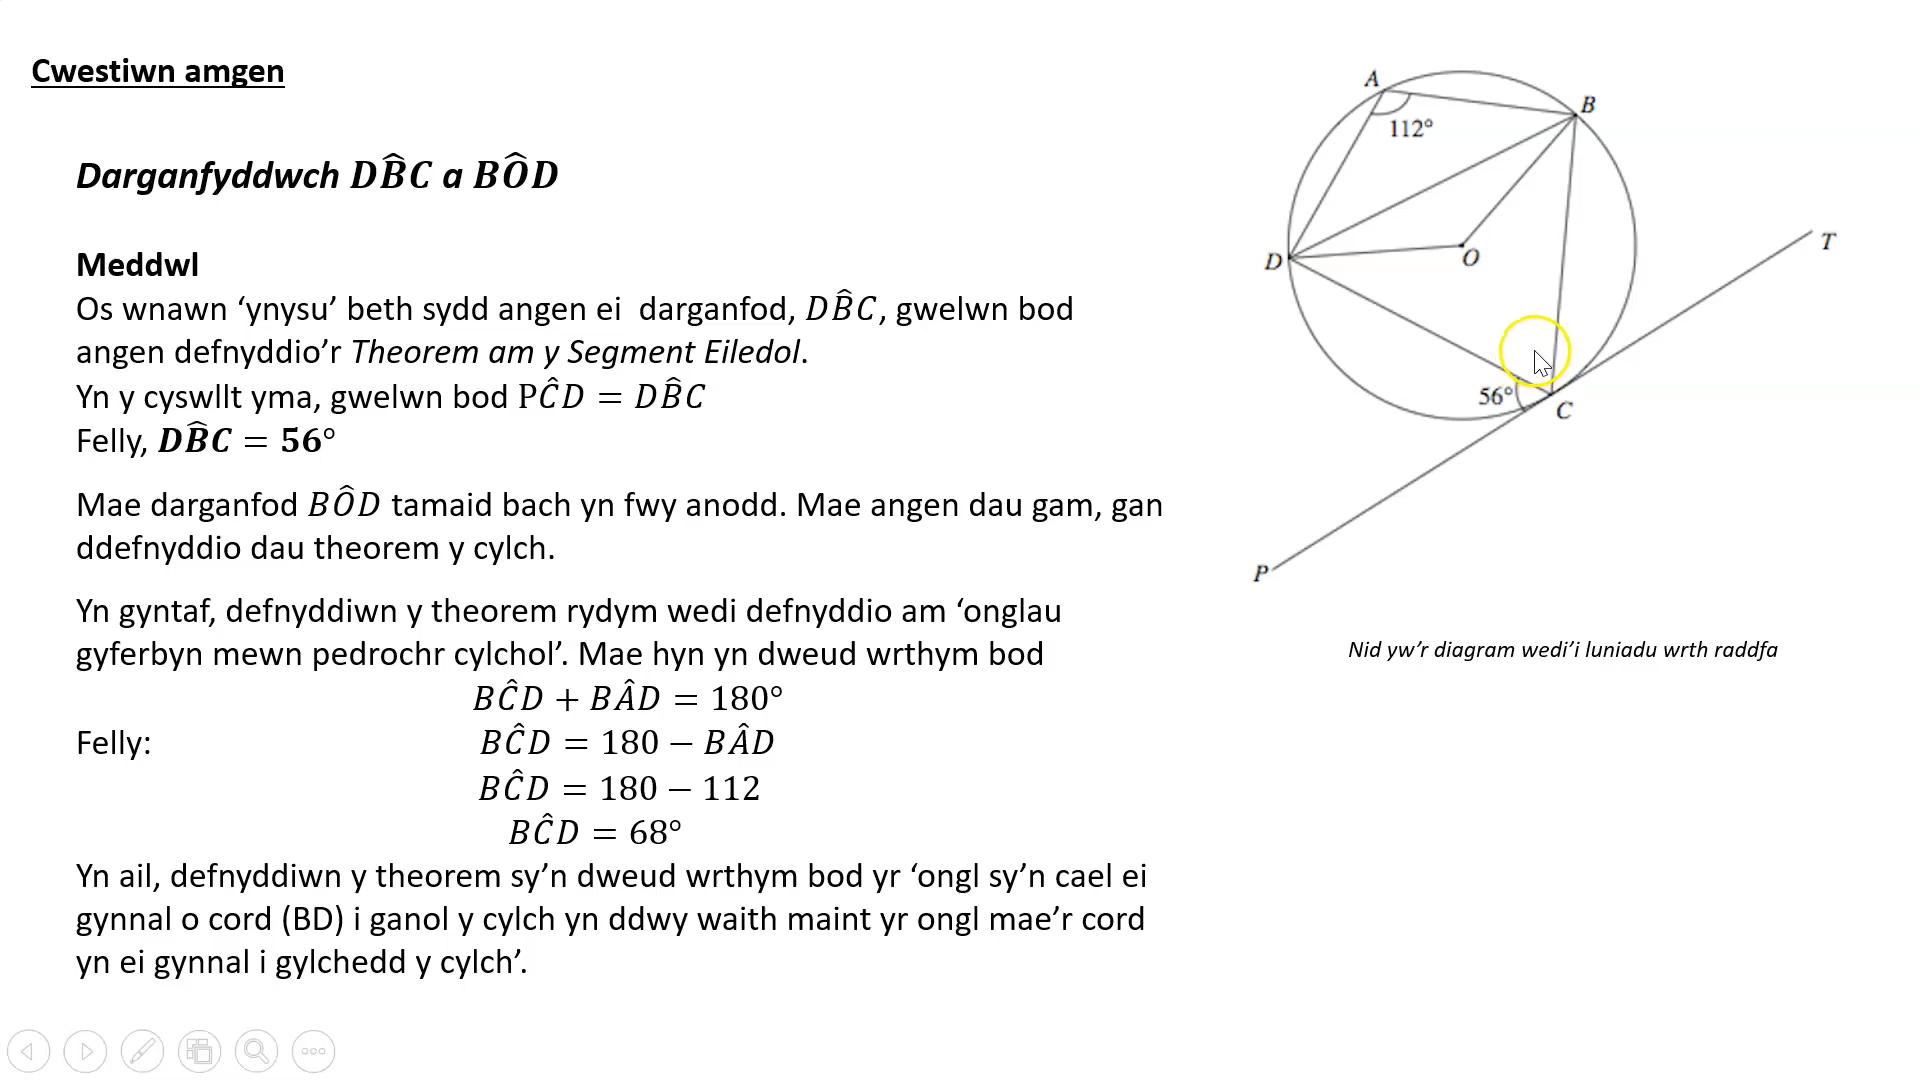 Cwestiwn amgen
Darganfyddwch DB̂C a BÔD
Meddwl
Os wnawn ‘ynysu’ beth sydd angen ei darganfod, DB̂C, gwelwn bod
angen defnyddio’r Theorem am y Segment Eiledol.
Yn y cyswllt yma, gwelwn bod PĈD = DB̂C
Felly, DB̂C = 56°
Mae darganfod BÔD tamaid bach yn fwy anodd. Mae angen dau gam, gan
ddefnyddio dau theorem y cylch.
Yn gyntaf, defnyddiwn y theorem rydym wedi defnyddio am ‘onglau
gyferbyn mewn pedrochr cylchol’. Mae hyn yn dweud wrthym bod
BĈD + BÂD = 180°
Felly: BĈD = 180 − BÂD
BĈD = 180 − 112
BĈD = 68°
Yn ail, defnyddiwn y theorem sy’n dweud wrthym bod yr ‘ongl sy’n cael ei
gynnal o cord (BD) i ganol y cylch yn ddwy waith maint yr ongl mae’r cord
yn ei gynnal i gylchedd y cylch’.
A
B
112°
T
D
O
56°
C
P
Nid yw’r diagram wedi’i luniadu wrth raddfa